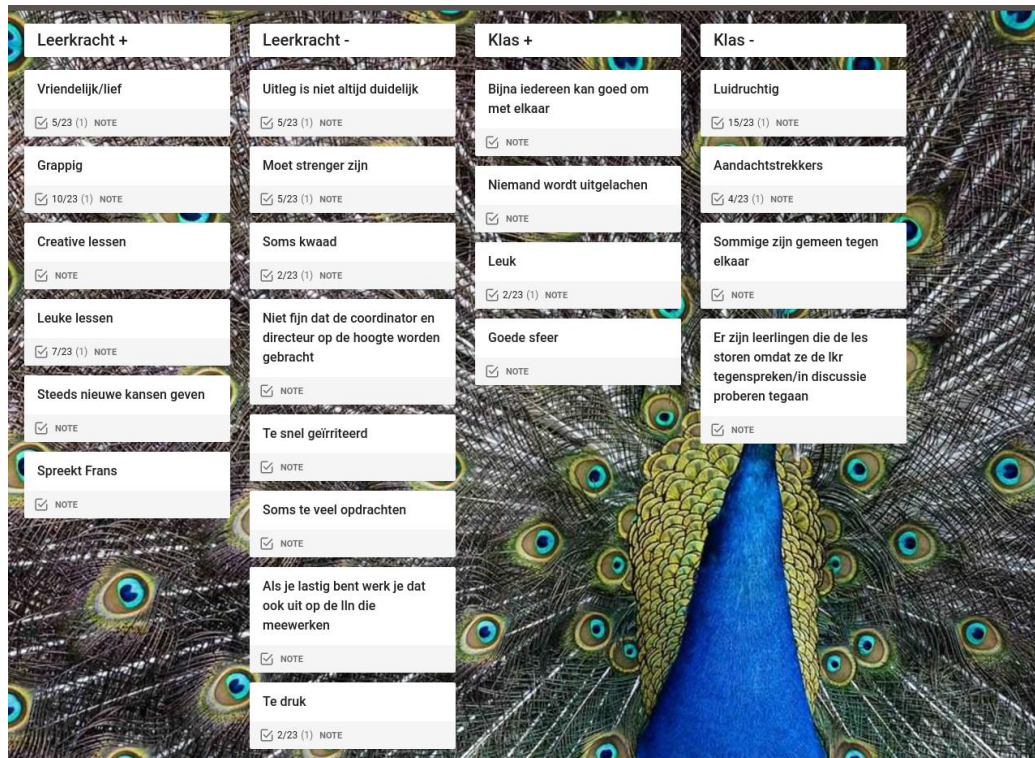 Leerkracht +
Vriendelijk/lief
5/23 (1) NOTE
Grappig
10/23 (1) NOTE
Creative lessen
NOTE
Leuke lessen
7/23 (1) NOTE
Steeds nieuwe kansen geven
NOTE
Spreekt Frans
NOTE
Leerkracht -
Uitleg is niet altijd duidelijk
5/23 (1) NOTE
Moet strenger zijn
5/23 (1) NOTE
Soms kwaad
2/23 (1) NOTE
Niet fijn dat de coordinator en
directeur op de hoogte worden
gebracht
NOTE
Te snel geïrriteerd
NOTE
Soms te veel opdrachten
NOTE
Als je lastig bent werk je dat
ook uit op de lln die
meewerken
NOTE
Te druk
2/23 (1) NOTE
Klas +
Bijna iedereen kan goed om
met elkaar
NOTE
Niemand wordt uitgelachen
NOTE
Leuk
2/23 (1) NOTE
Goede sfeer
NOTE
Klas -
Luidruchtig
15/23 (1) NOTE
Aandachtstrekkers
4/23 (1) NOTE
Sommige zijn gemeen tegen
elkaar
NOTE
Er zijn leerlingen die de les
storen omdat ze de lkr
tegenspreken/in discussie
proberen tegaan
NOTE